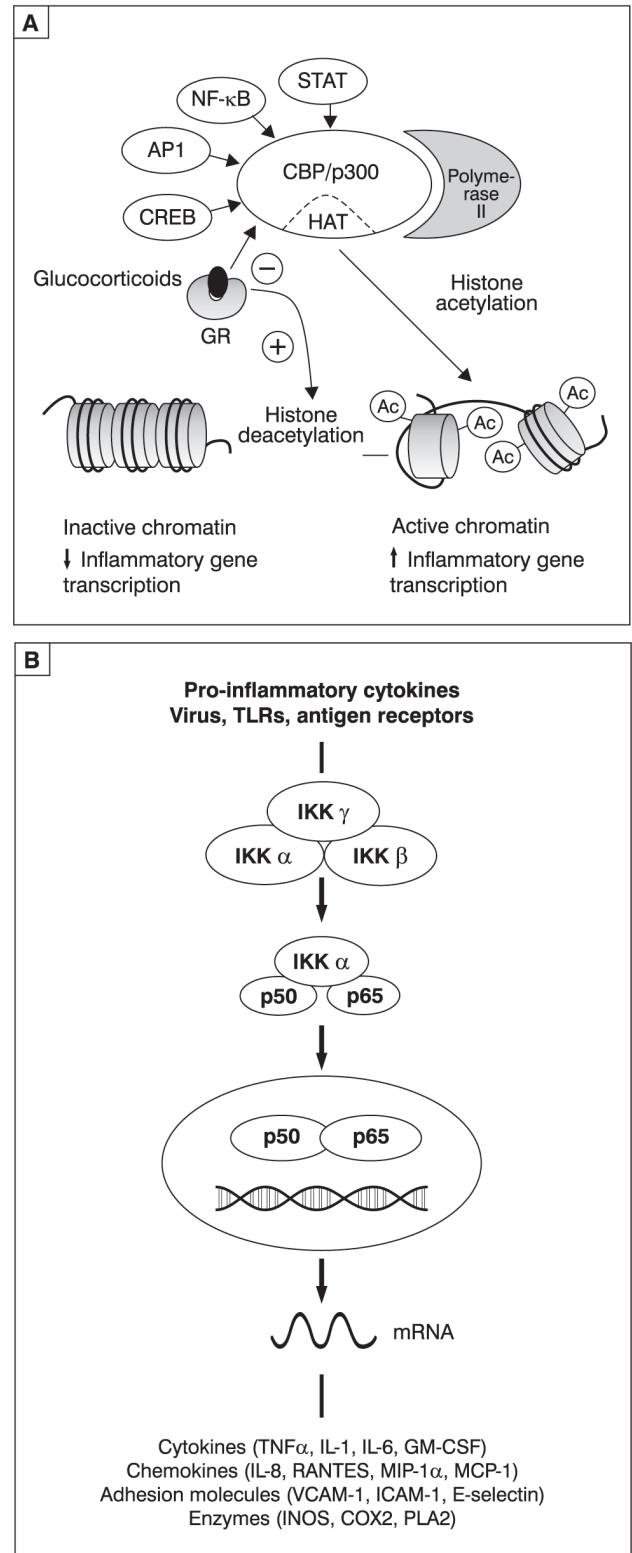 A
STAT
NF-κB
AP1
CBP/p300
Polyme-
rase
II
CREB
HAT
Glucocorticoids
−
GR
+
Histone
acetylation
Histone
deacetylation
Ac
Ac
Ac
Ac
Inactive chromatin
↓ Inflammatory gene
transcription
Active chromatin
↑ Inflammatory gene
transcription
B
Pro-inflammatory cytokines
Virus, TLRs, antigen receptors
IKK γ
IKK α
IKK β
IKK α
p50
p65
p50
p65
mRNA
Cytokines (TNFα, IL-1, IL-6, GM-CSF)
Chemokines (IL-8, RANTES, MIP-1α, MCP-1)
Adhesion molecules (VCAM-1, ICAM-1, E-selectin)
Enzymes (INOS, COX2, PLA2)